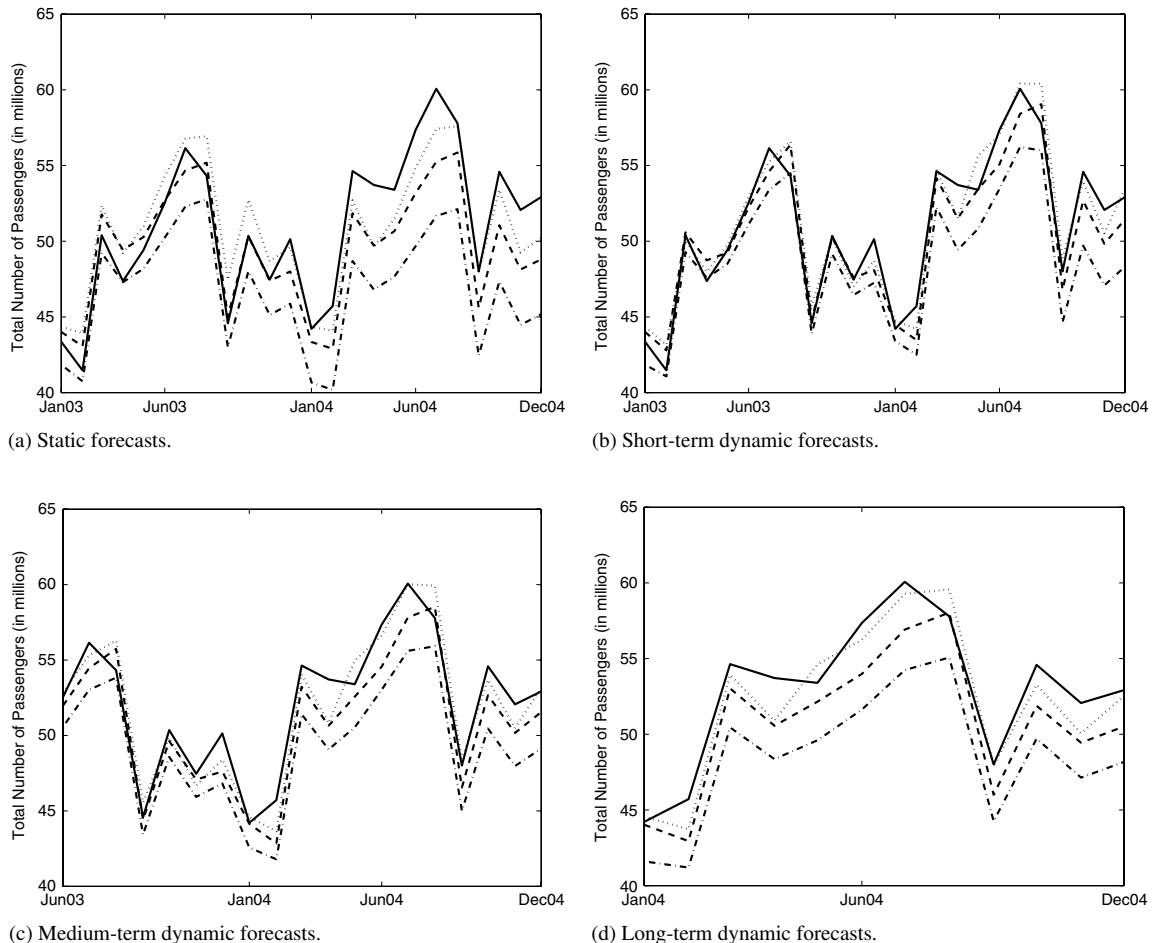 65
60
55
50
45
40
Total Number of Passengers (in millions)
Jan03
Jun03
Jan04
Jun04
Dec04
(a) Static forecasts.
65
60
55
50
45
40
Total Number of Passengers (in millions)
Jan03
Jun03
Jan04
Jun04
Dec04
(b) Short-term dynamic forecasts.
65
60
55
50
45
40
Total Number of Passengers (in millions)
Jun03
Jan04
Jun04
Dec04
(c) Medium-term dynamic forecasts.
65
60
55
50
45
40
Total Number of Passengers (in millions)
Jan04
Jun04
Dec04
(d) Long-term dynamic forecasts.